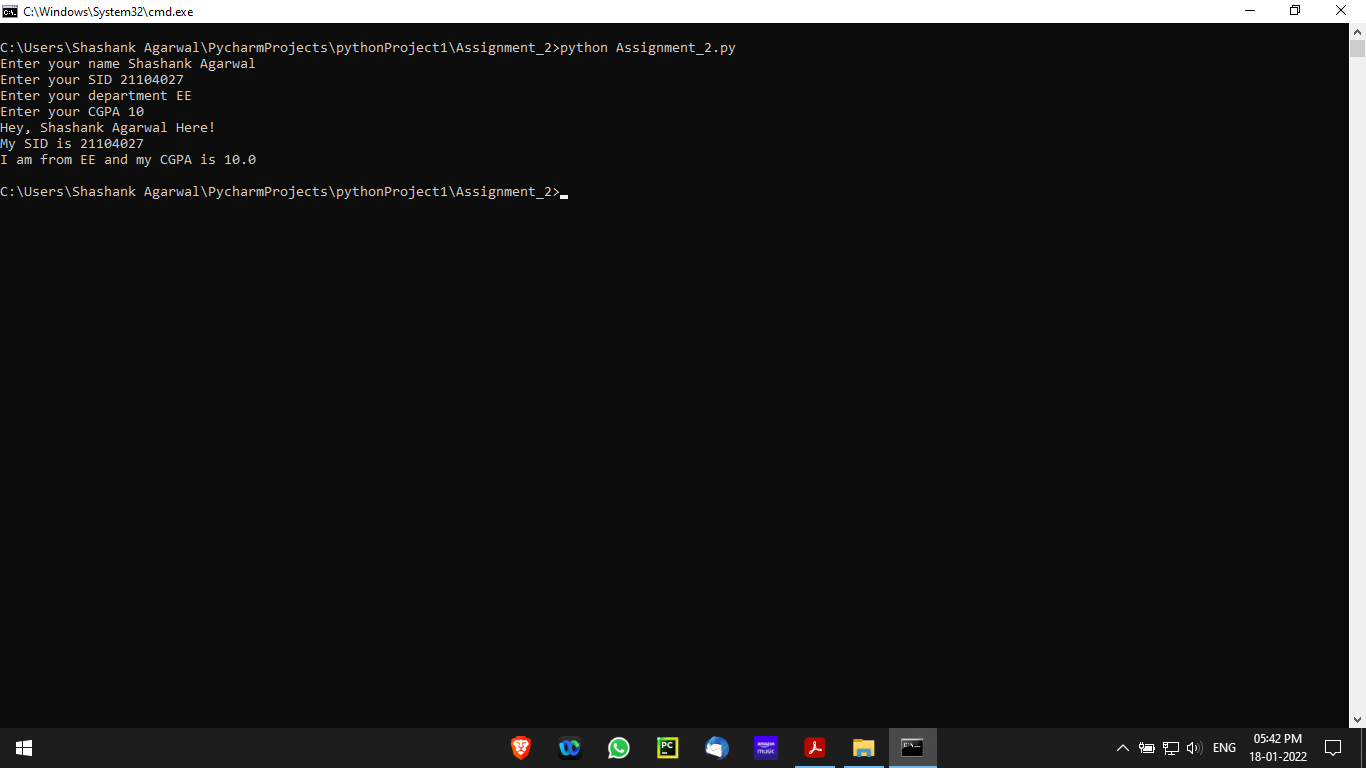 C:\Windows\System32\cmd.exe
C:\Users\Shashank Agarwal\PycharmProjects\pythonProject1\Assignment_2>python Assignment_2.py
Enter your name Shashank Agarwal
Enter your SID 21104027
Enter your department EE
Enter your CGPA 10
Hey, Shashank Agarwal Here!
My SID is 21104027
I am from EE and my CGPA is 10.0
C:\Users\Shashank Agarwal\PycharmProjects\pythonProject1\Assignment_2>
PC
amazon music
C:\_
ENG
05:42 PM
18-01-2022